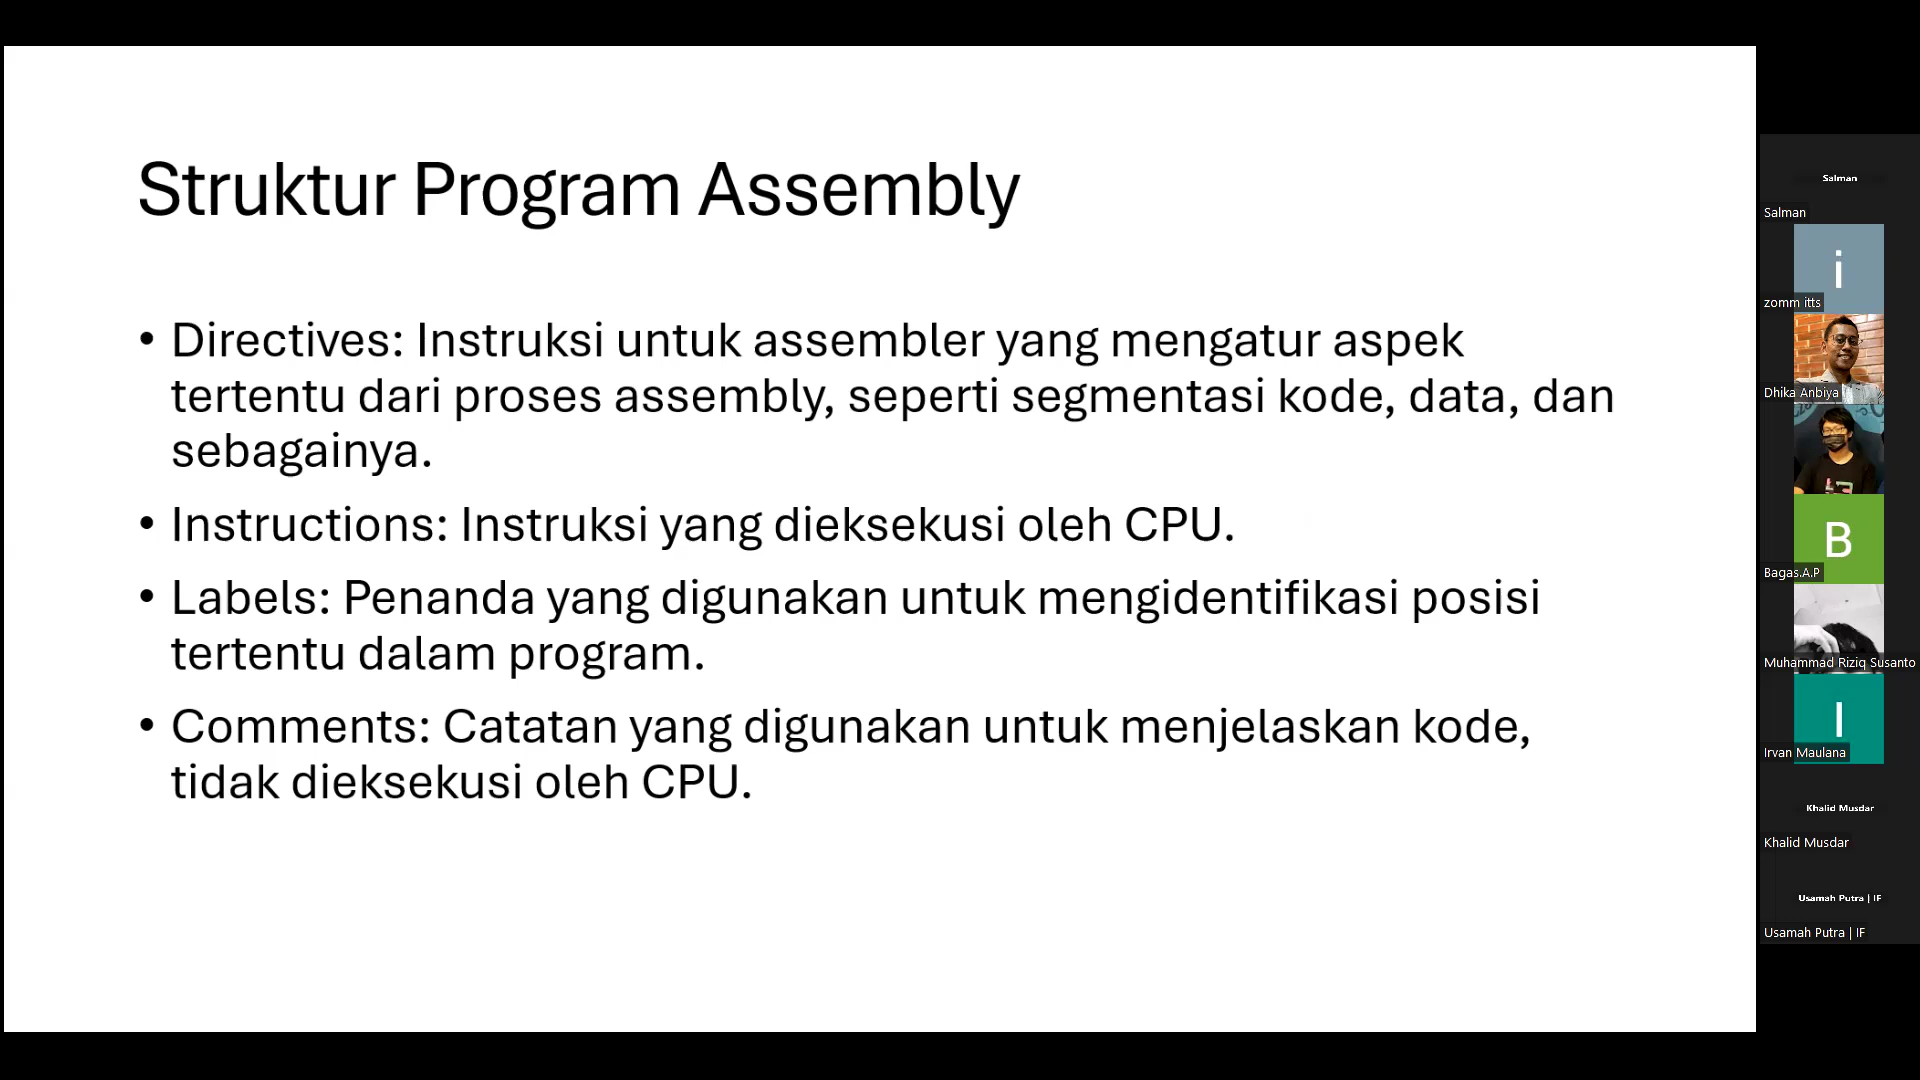 Struktur Program Assembly
• Directives: Instruksi untuk assembler yang mengatur aspek
tertentu dari proses assembly, seperti segmentasi kode, data, dan
sebagainya.
• Instructions: Instruksi yang dieksekusi oleh CPU.
• Labels: Penanda yang digunakan untuk mengidentifikasi posisi
tertentu dalam program.
• Comments: Catatan yang digunakan untuk menjelaskan kode,
tidak dieksekusi oleh CPU.
Salman
Salman
i
zomm itts
Dhika Anbiya
B
Bagas.A.P
Muhammad Riziq Susanto
I
Irvan Maulana
Khalid Musdar
Khalid Musdar
Usamah Putra | IF
Usamah Putra | IF